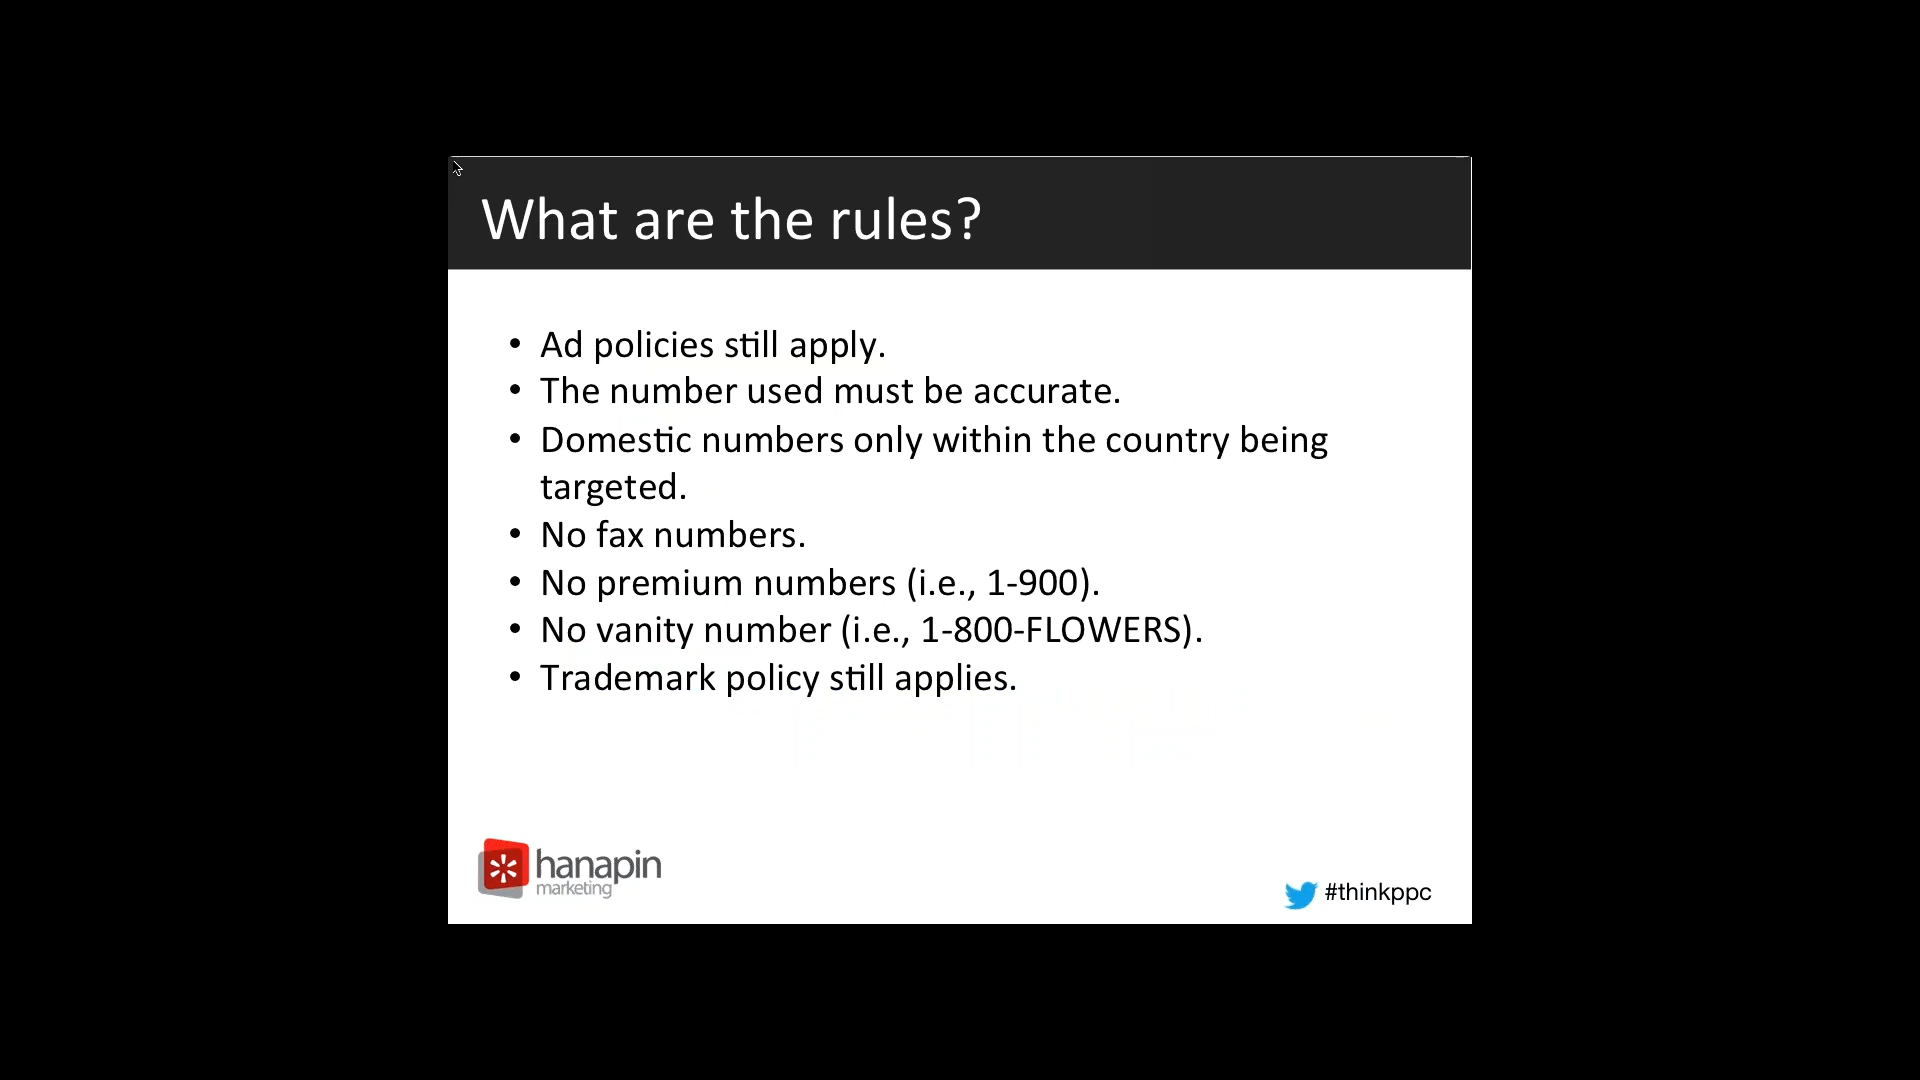 What are the rules?
• Ad policies still apply.
• The number used must be accurate.
• Domestic numbers only within the country being
targeted.
• No fax numbers.
• No premium numbers (i.e., 1-900).
• No vanity number (i.e., 1-800-FLOWERS).
• Trademark policy still applies.
hanapin
marketing
#thinkppc